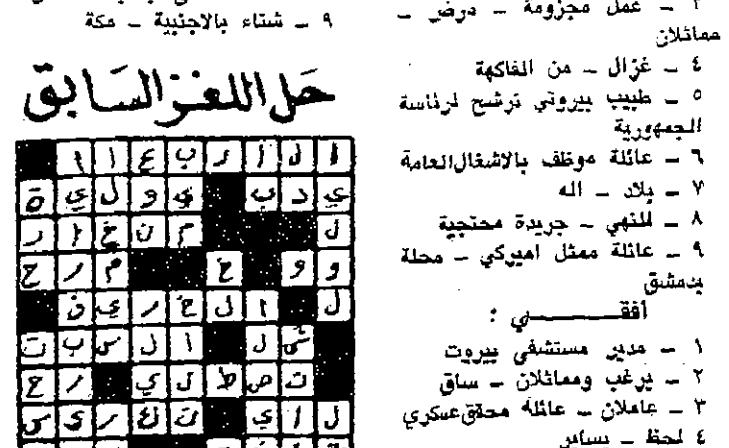 ٣ - عمل مجزومة - مرض -
مماثلان
٤ - غزال - من الفاكهة
٥ - طبيب بيروتي ترشح لرئاسة
الجمهورية
٦ - عائلة موظف بالاشغال العامة
٧ - بلاد - اله
٨ - للنهي - جريدة محتجبة
٩ - عائلة ممثل اميركي - محلة
بدمشق
أفقي :
١ - مدير مستشفى بيروت
٢ - يرغب ومماثلان - ساق
٣ - عاملان - عائلة محقق عسكري
٤ لحظ - بسابس
٩ - شتاء بالاجنبية - مكة
حل اللغز السابق
ا ل ا ر ب ع ا ا
ي د ب ي و ل ي ة
ل م ن خ ا ر
و و ح م ر ح
ل ا ل ح ر ي ق
ش ل ا ل س ب ت
ت ص ط ل ي ر ح
ل ا ي